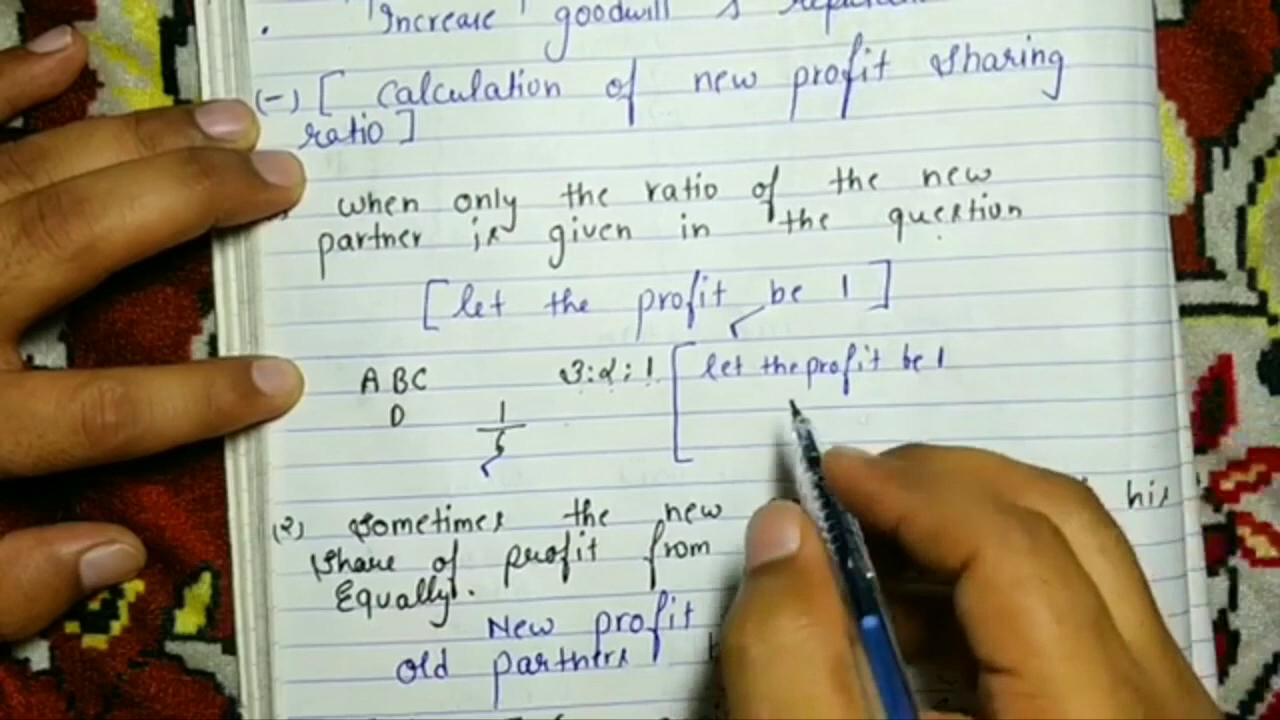 "Increase" goodwill is
(-) [ calculation of new profit sharing
ratio ]
when only the ratio of the new
partner is given in the question
[ let the profit be 1 ]
A B C 3:2:1 [ let the profit be 1
D 1/5
(2) Sometimes the new his
share of profit from
Equally.
New profit
old partners